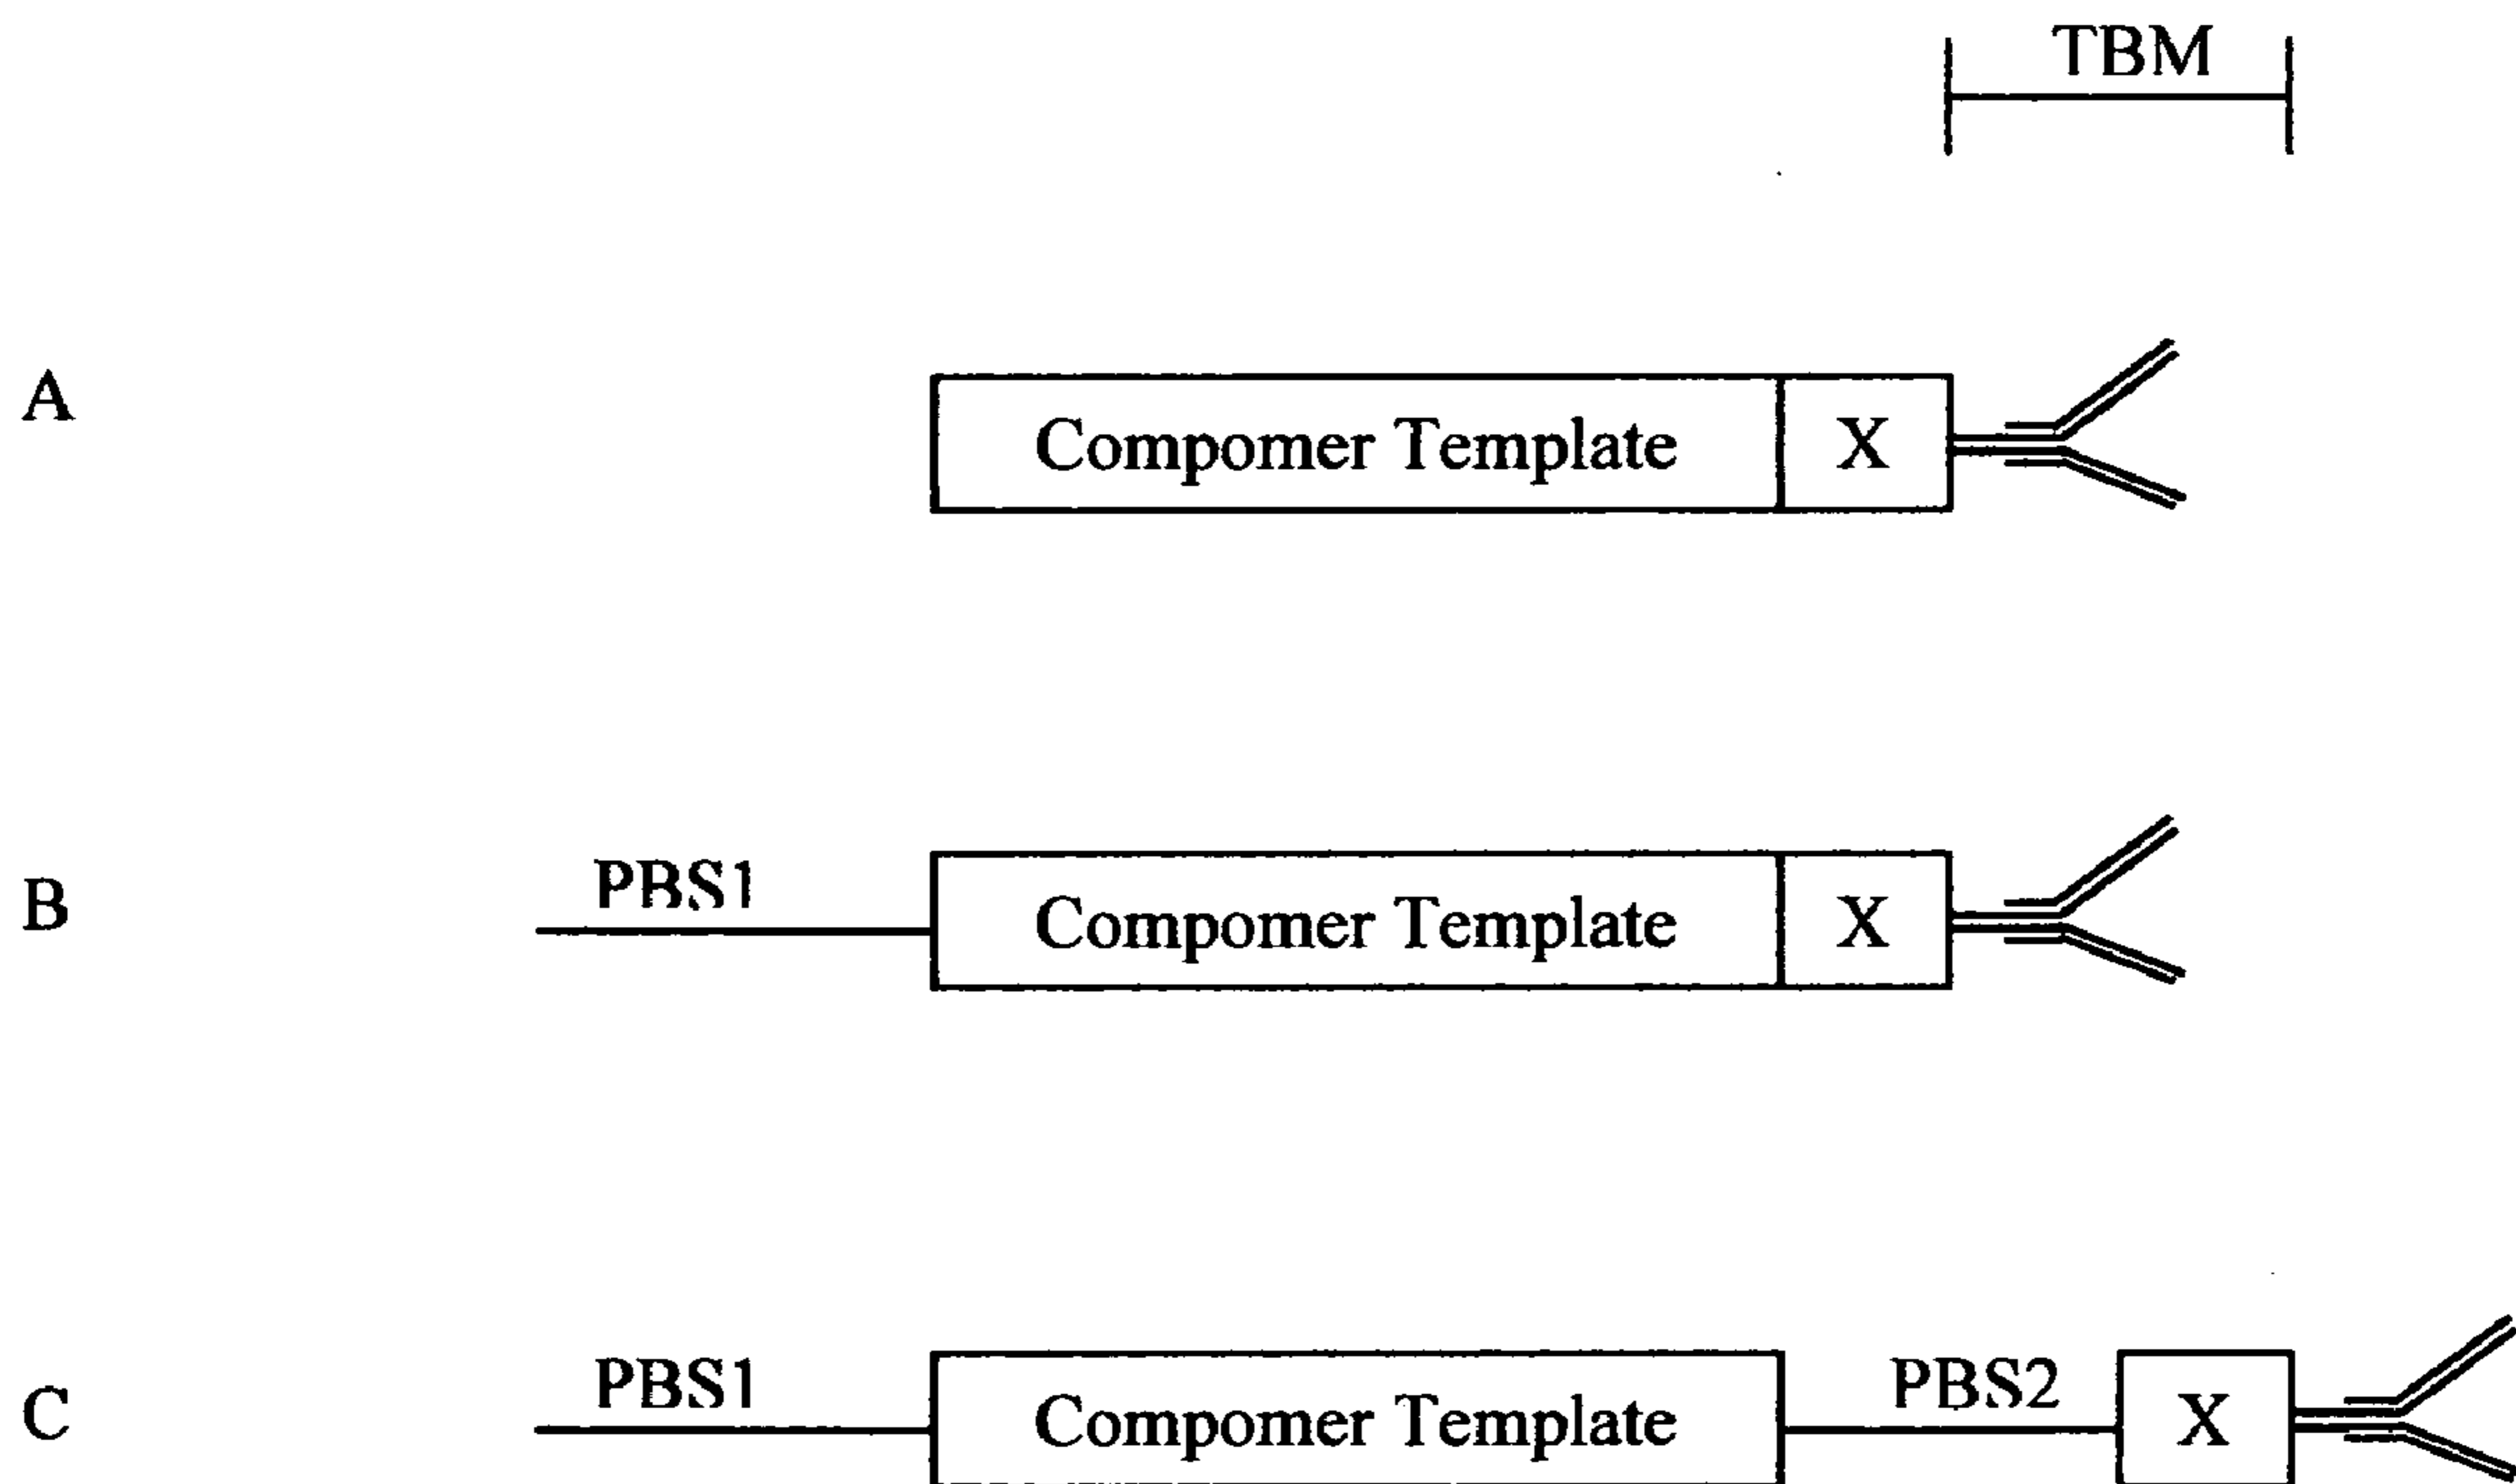 TBM
A
Compomer Template X
B
PBS1
Compomer Template X
C
PBS1
Compomer Template
PBS2
X